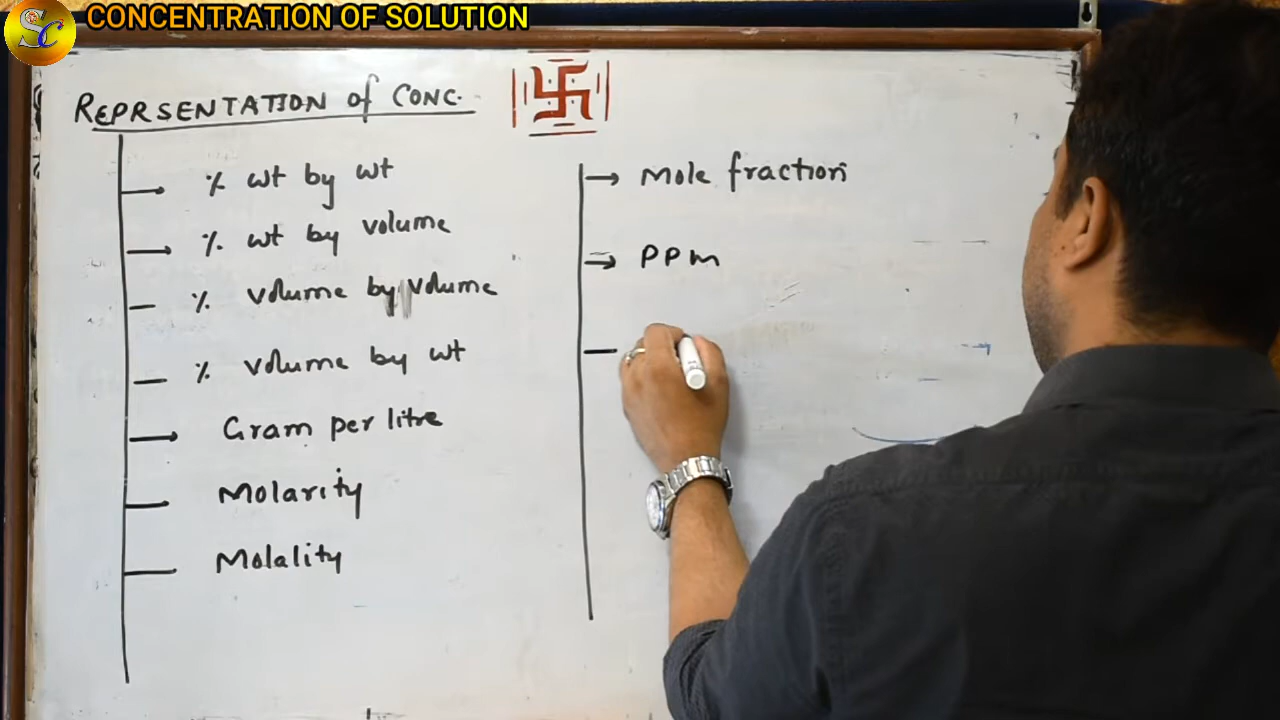 SC
CONCENTRATION OF SOLUTION
REPRSENTATION of CONC.
% wt by wt
% wt by volume
% volume by volume
% volume by wt
Gram per litre
Molarity
Molality
Mole fraction
PPm